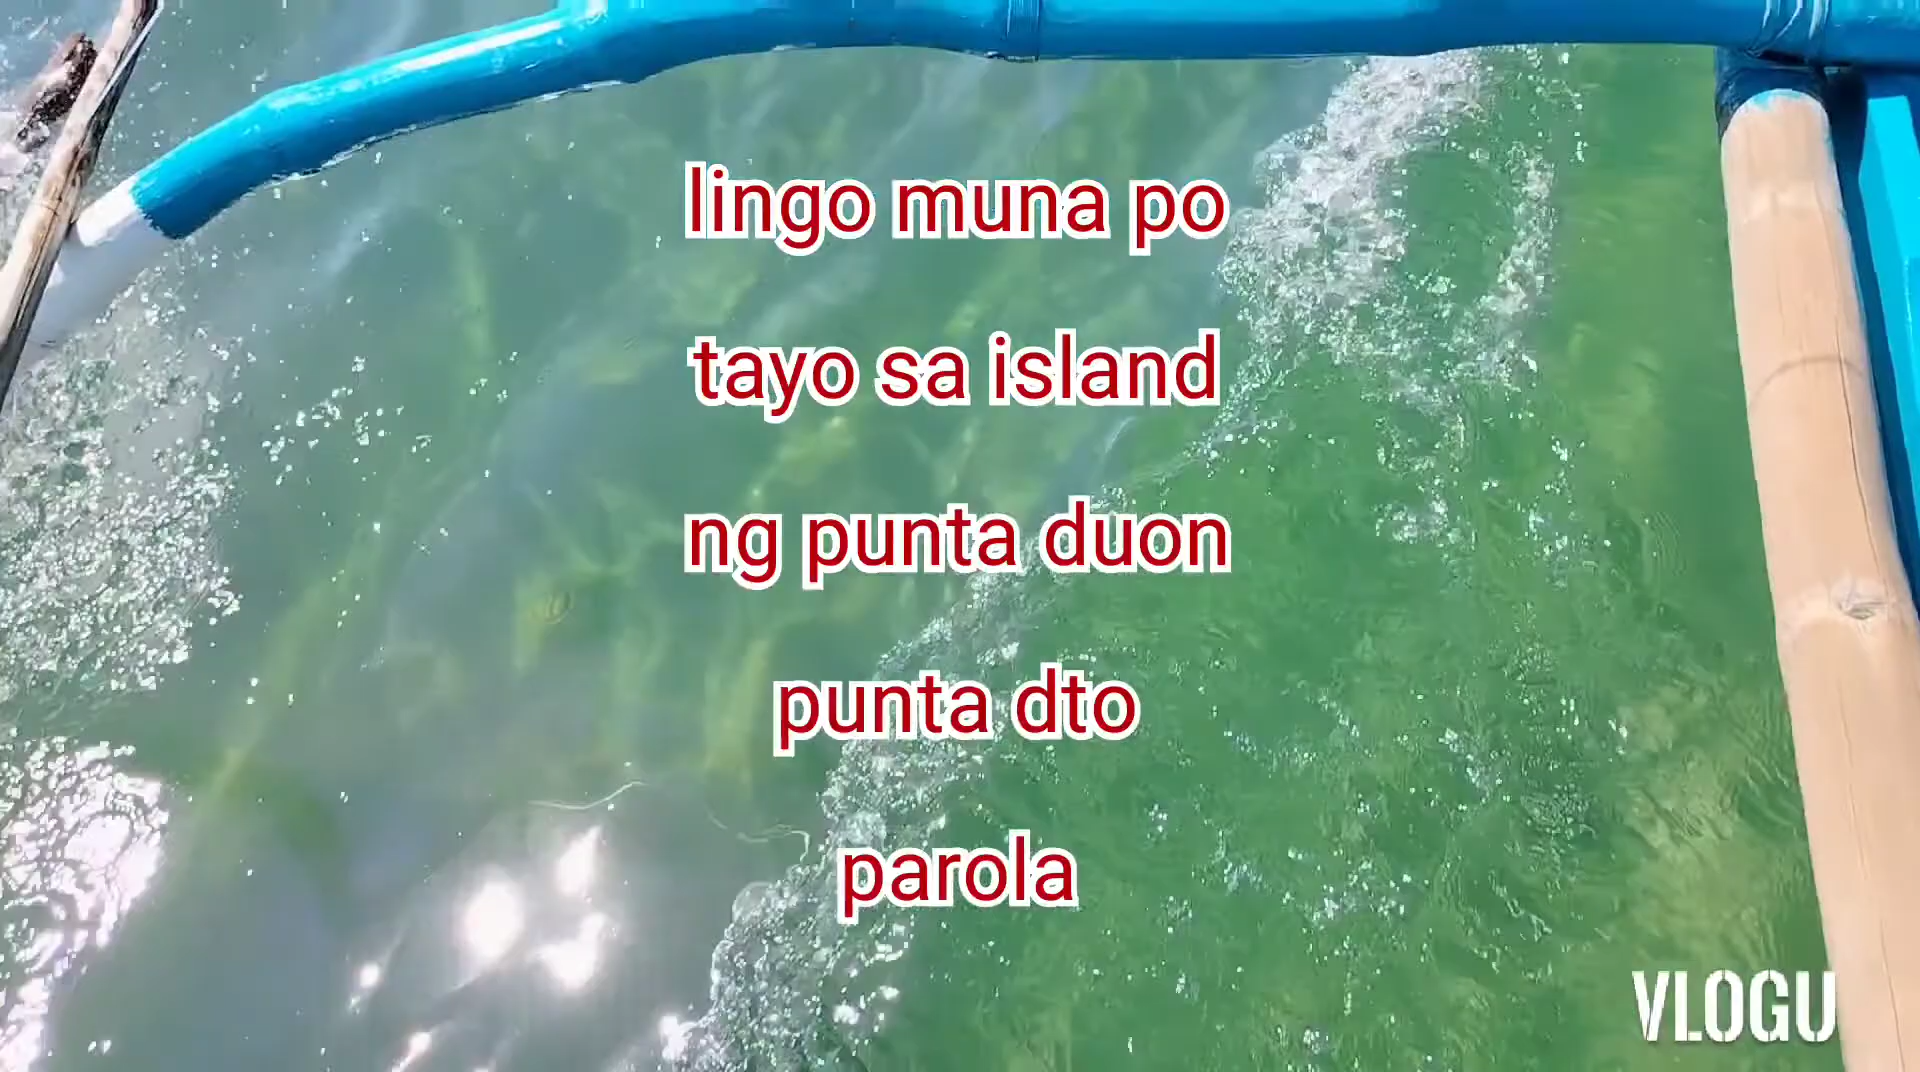 lingo muna po
tayo sa island
ng punta duon
punta dto
parola
VLOGU